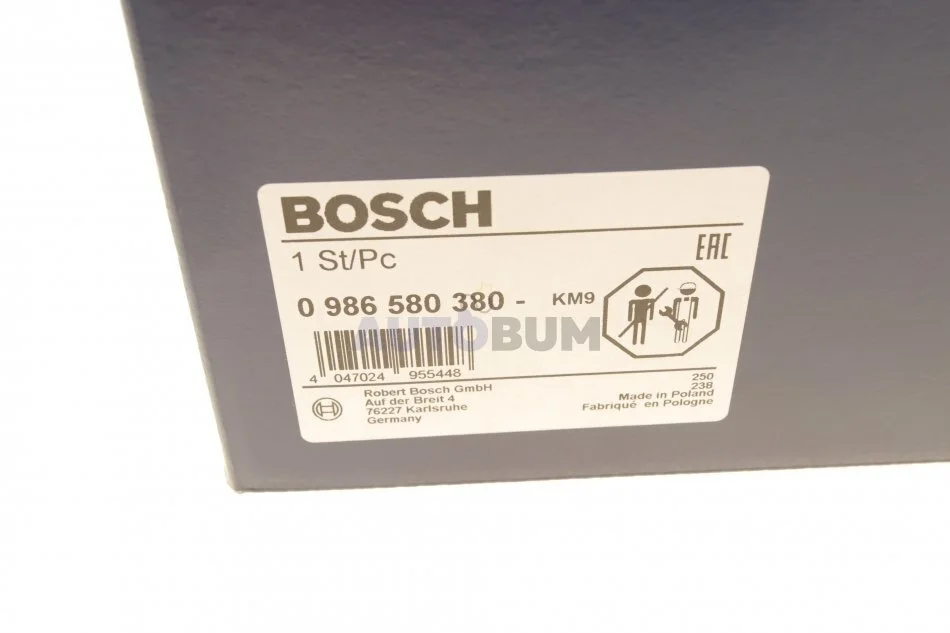 BOSCH
EAC
1 St/Pc
0 986 580 380 - KM9
AUTOBUM
4 047024 955448
Robert Bosch GmbH
Auf der Breit 4
76227 Karlsruhe
Germany
250
238
Made in Poland
Fabriqué en Pologne